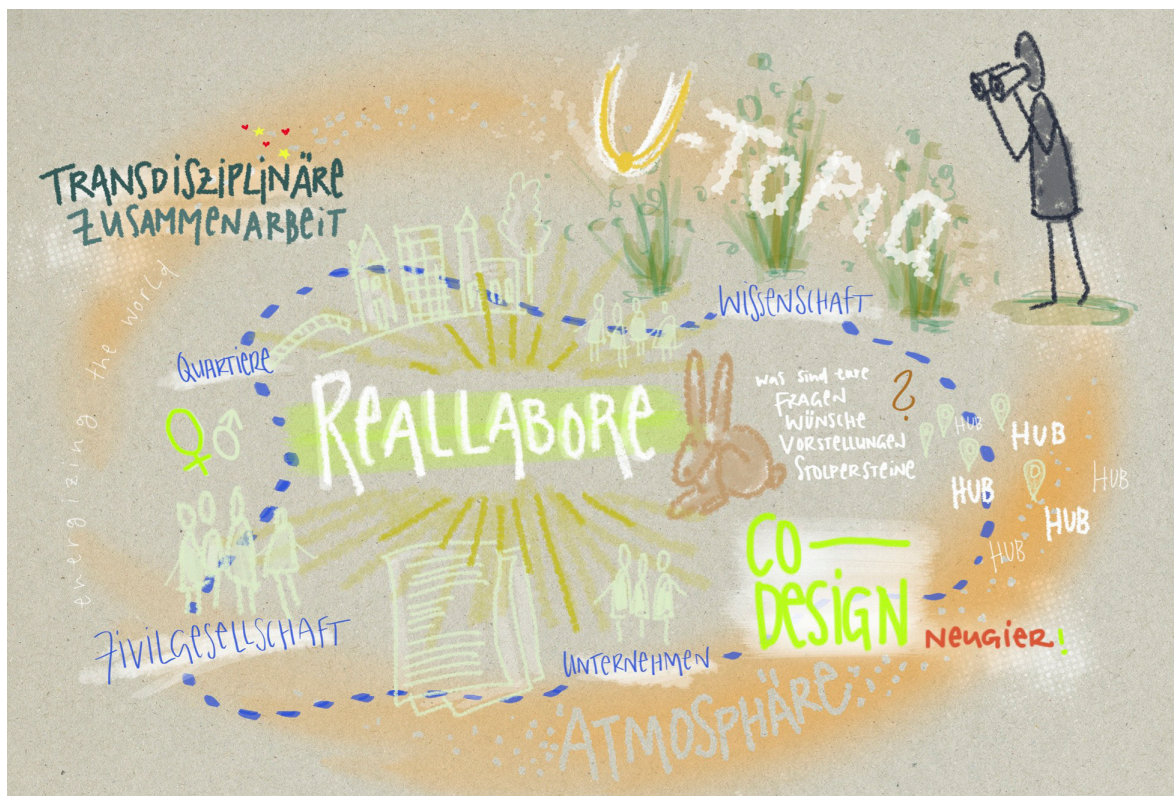 U-TOPIQ
TRANSDISZIPLINÄRE
ZUSAMMENARBEIT
energizing the world
WISSENSCHAFT
QUARTIERE
REALLABORE
was sind eure
FRAGEN
WÜNSCHE
VORSTELLUNGEN
STOLPERSTEINE
?
HUB
HUB
HUB
HUB
HUB
HUB
CO-
DESIGN
NEUGIER!
ZIVILGESELLSCHAFT
UNTERNEHMEN
ATMOSPHÄRE